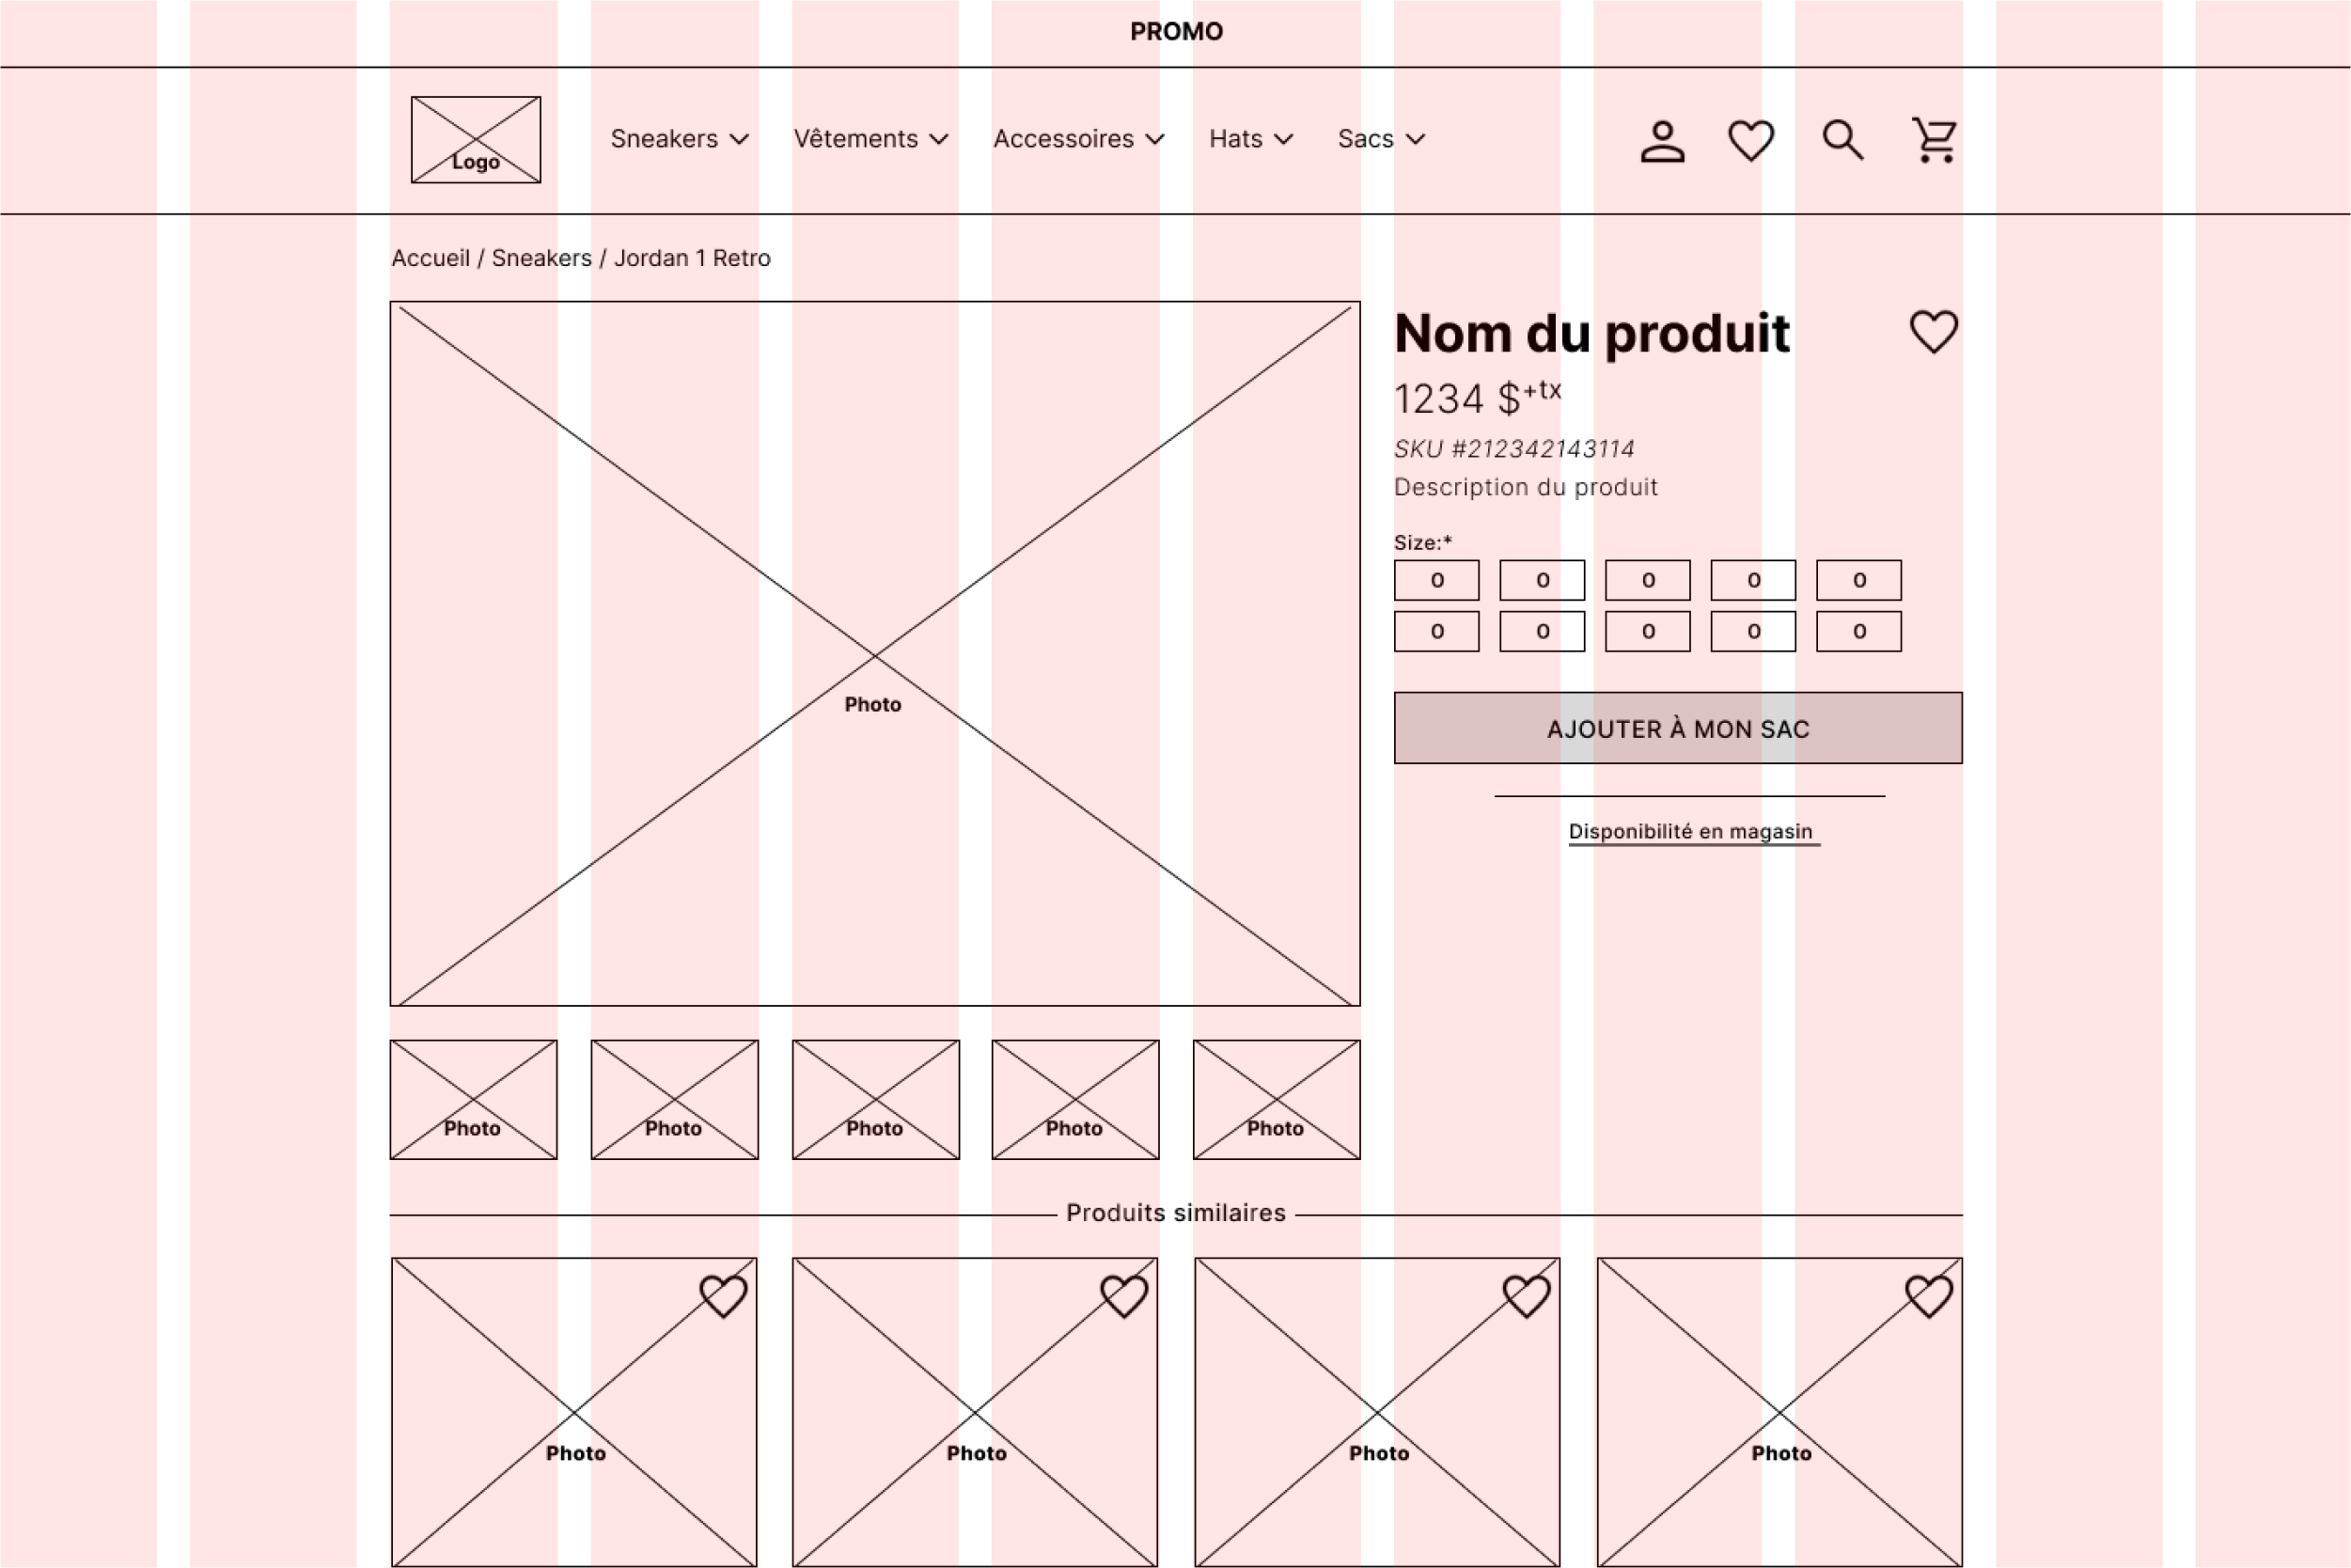 PROMO
Logo
Sneakers Vêtements Accessoires Hats Sacs
Accueil / Sneakers / Jordan 1 Retro
Photo
Nom du produit
1234 $+tx
SKU #212342143114
Description du produit
Size:*
0 0 0 0 0
0 0 0 0 0
AJOUTER À MON SAC
Disponibilité en magasin
Photo Photo Photo Photo Photo
Produits similaires
Photo Photo Photo Photo